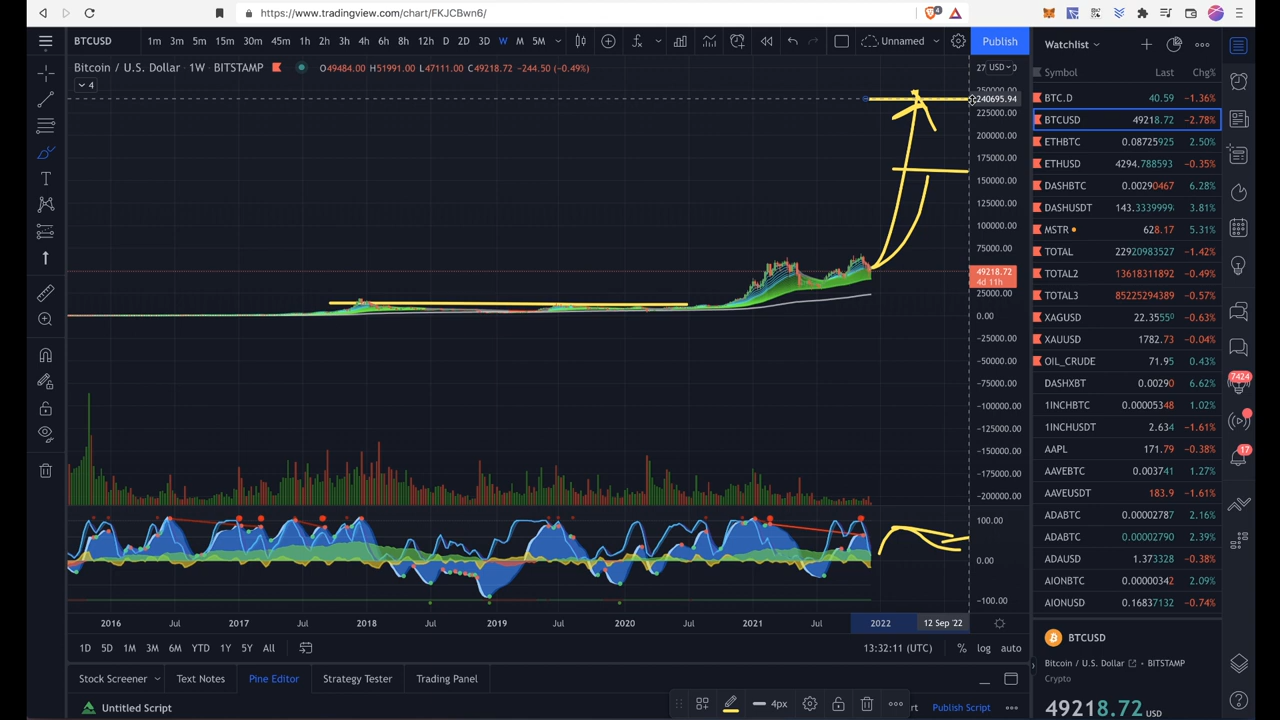 https://www.tradingview.com/chart/FKJCBwn6/
4
BTCUSD 1m 3m 5m 15m 30m 45m 1h 2h 3h 4h 6h 8h 12h D 2D 3D W M 5M Unnamed Publish
Watchlist
Bitcoin / U.S. Dollar · 1W · BITSTAMP O49484.00 H51991.00 L47111.00 C49218.72 −244.50 (−0.49%)
USD
4
Symbol Last Chg%
240695.94
225000.00
200000.00
175000.00
150000.00
125000.00
100000.00
75000.00
49218.72
4d 11h
25000.00
0.00
−25000.00
−50000.00
−75000.00
−100000.00
−125000.00
−150000.00
−175000.00
−200000.00
100.00
0.00
−100.00
BTC.D 40.59 −1.36%
BTCUSD 49218.72 −2.78%
ETHBTC 0.08725925 2.50%
ETHUSD 4294.788593 −0.35%
DASHBTC 0.00290467 6.28%
DASHUSDT 143.3339999 3.81%
MSTR 628.17 5.31%
TOTAL 22920983527 −1.42%
TOTAL2 13618311892 −0.49%
TOTAL3 85225294389 −0.57%
XAGUSD 22.3555 −0.63%
XAUUSD 1782.73 −0.04%
OIL_CRUDE 71.95 0.43%
DASHXBT 0.0029 6.62%
1INCHBTC 0.00005348 1.02%
1INCHUSDT 2.634 −1.61%
AAPL 171.79 −0.38%
AAVEBTC 0.003741 1.27%
AAVEUSDT 183.9 −1.61%
ADABTC 0.00002787 2.16%
ADABTC 0.00002790 2.39%
ADAUSD 1.373328 −0.38%
AIONBTC 0.0000342 2.09%
AIONUSD 0.16837132 −0.74%
7424
17
2016 Jul 2017 Jul 2018 Jul 2019 Jul 2020 Jul 2021 Jul 2022 12 Sep '22
1D 5D 1M 3M 6M YTD 1Y 5Y All 13:32:11 (UTC) % log auto
Stock Screener Text Notes Pine Editor Strategy Tester Trading Panel
Untitled Script
4px
Publish Script
BTCUSD
Bitcoin / U.S. Dollar · BITSTAMP
Crypto
49218.72 USD